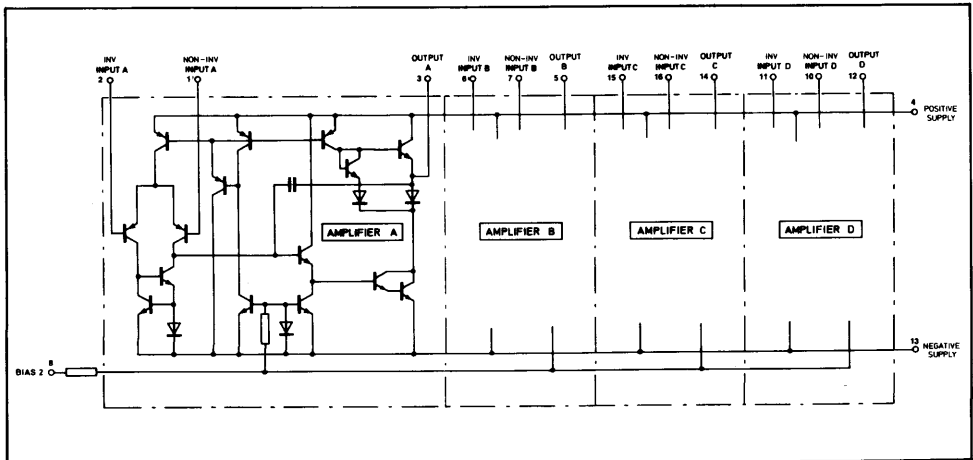 INV
INPUT A
2
NON-INV
INPUT A
1
OUTPUT
A
3
INV
INPUT B
6
NON-INV
INPUT B
7
OUTPUT
B
5
INV
INPUT C
15
NON-INV
INPUT C
16
OUTPUT
C
14
INV
INPUT D
11
NON-INV
INPUT D
10
OUTPUT
D
12
4
POSITIVE
SUPPLY
AMPLIFIER A
AMPLIFIER B
AMPLIFIER C
AMPLIFIER D
13
NEGATIVE
SUPPLY
8
BIAS 2